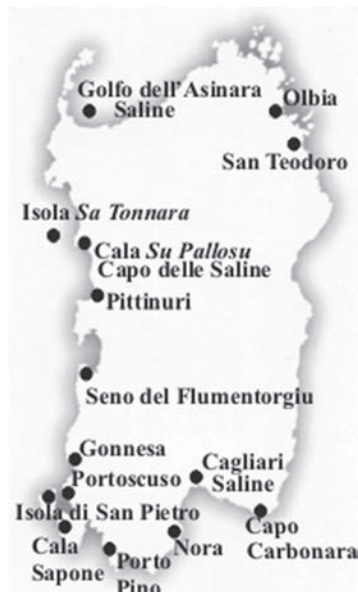 Golfo dell'Asinara
Saline
Olbia
San Teodoro
Isola Sa Tonnara
Cala Su Pallosu
Capo delle Saline
Pittinuri
Seno del Flumentorgiu
Gonnesa
Cagliari
Saline
Portoscuso
Isola di San Pietro
Capo
Carbonara
Nora
Cala
Sapone
Porto
Pino